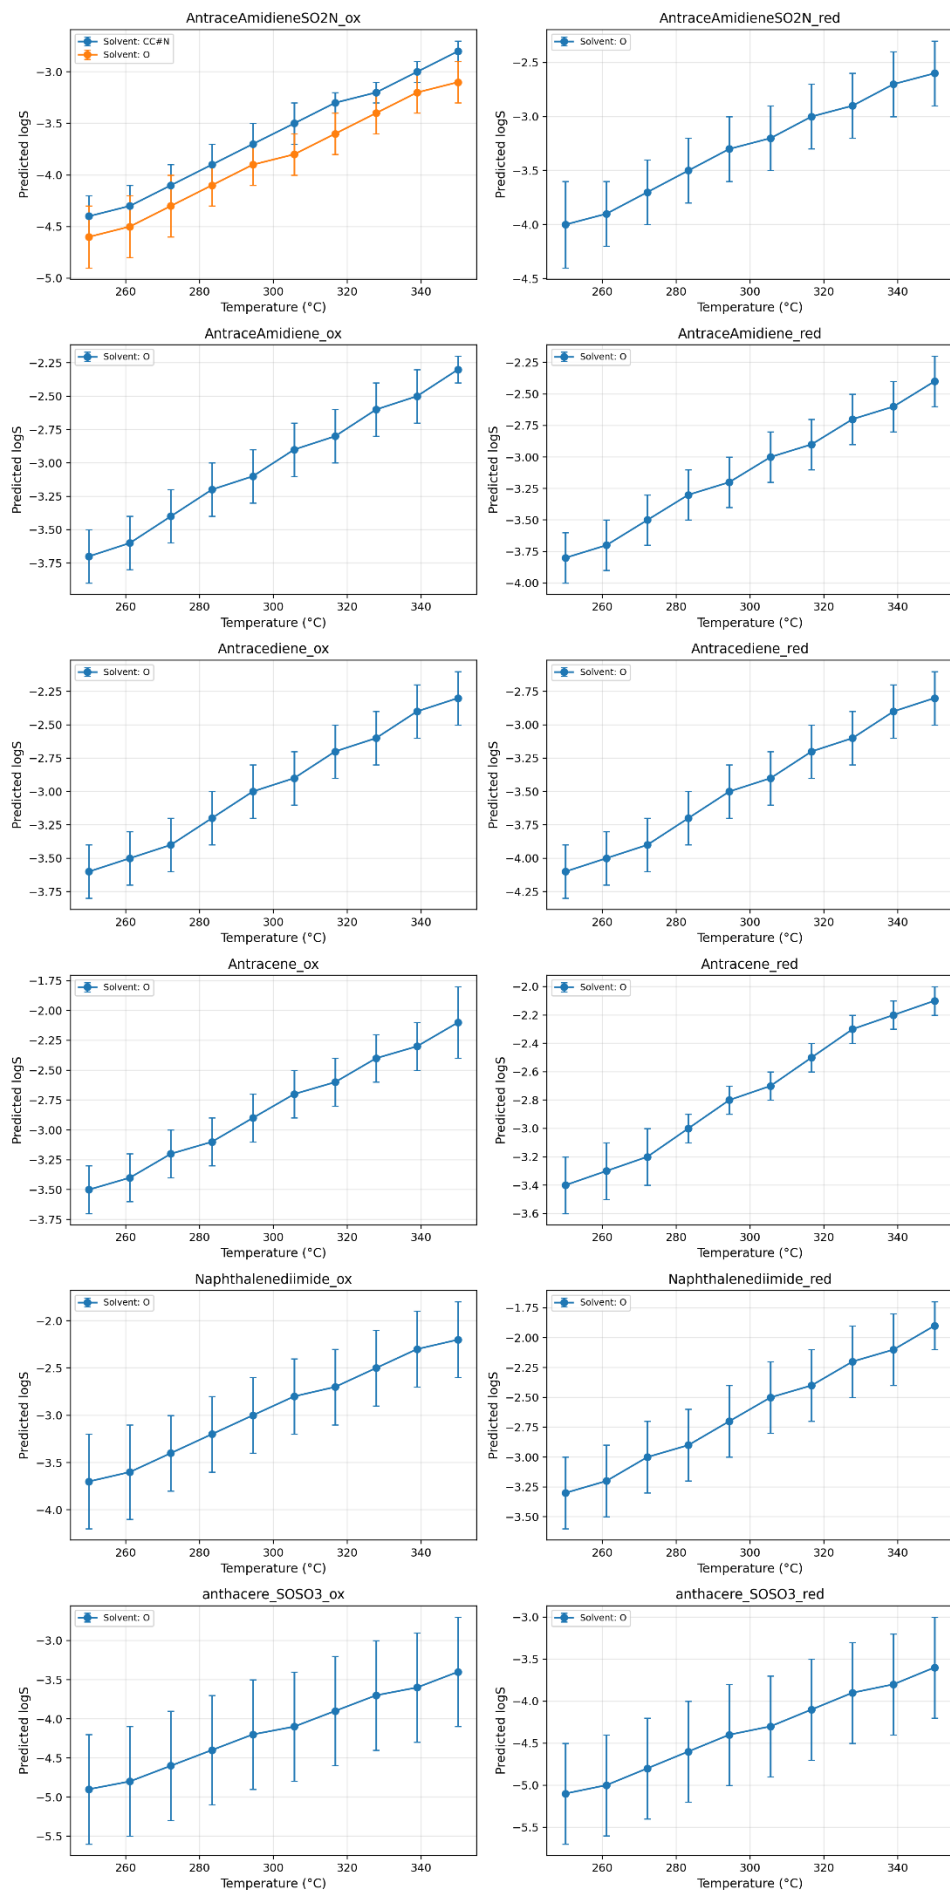 AntraceAmidieneSO2N_ox
Solvent: CC#N
Solvent: O
Predicted logS
−3.0
−3.5
−4.0
−4.5
−5.0
260 280 300 320 340
Temperature (°C)
AntraceAmidieneSO2N_red
Solvent: O
Predicted logS
−2.5
−3.0
−3.5
−4.0
−4.5
260 280 300 320 340
Temperature (°C)
AntraceAmidiene_ox
Solvent: O
Predicted logS
−2.25
−2.50
−2.75
−3.00
−3.25
−3.50
−3.75
260 280 300 320 340
Temperature (°C)
AntraceAmidiene_red
Solvent: O
Predicted logS
−2.25
−2.50
−2.75
−3.00
−3.25
−3.50
−3.75
−4.00
260 280 300 320 340
Temperature (°C)
Antracediene_ox
Solvent: O
Predicted logS
−2.25
−2.50
−2.75
−3.00
−3.25
−3.50
−3.75
260 280 300 320 340
Temperature (°C)
Antracediene_red
Solvent: O
Predicted logS
−2.75
−3.00
−3.25
−3.50
−3.75
−4.00
−4.25
260 280 300 320 340
Temperature (°C)
Antracene_ox
Solvent: O
Predicted logS
−1.75
−2.00
−2.25
−2.50
−2.75
−3.00
−3.25
−3.50
−3.75
260 280 300 320 340
Temperature (°C)
Antracene_red
Solvent: O
Predicted logS
−2.0
−2.2
−2.4
−2.6
−2.8
−3.0
−3.2
−3.4
−3.6
260 280 300 320 340
Temperature (°C)
Naphthalenediimide_ox
Solvent: O
Predicted logS
−2.0
−2.5
−3.0
−3.5
−4.0
260 280 300 320 340
Temperature (°C)
Naphthalenediimide_red
Solvent: O
Predicted logS
−1.75
−2.00
−2.25
−2.50
−2.75
−3.00
−3.25
−3.50
260 280 300 320 340
Temperature (°C)
anthacere_SOSO3_ox
Solvent: O
Predicted logS
−3.0
−3.5
−4.0
−4.5
−5.0
−5.5
260 280 300 320 340
Temperature (°C)
anthacere_SOSO3_red
Solvent: O
Predicted logS
−3.0
−3.5
−4.0
−4.5
−5.0
−5.5
260 280 300 320 340
Temperature (°C)